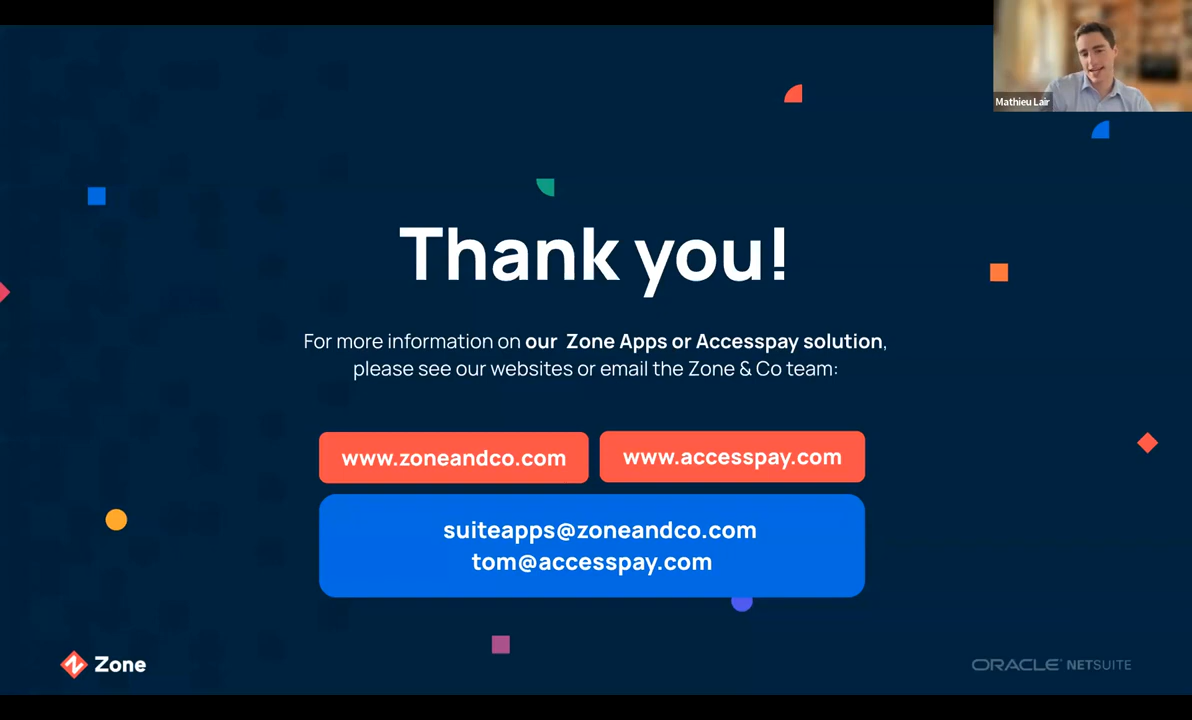 Mathieu Lair
Thank you!
For more information on our Zone Apps or Accesspay solution,
please see our websites or email the Zone & Co team:
www.zoneandco.com
www.accesspay.com
suiteapps@zoneandco.com
tom@accesspay.com
Zone
ORACLE NETSUITE